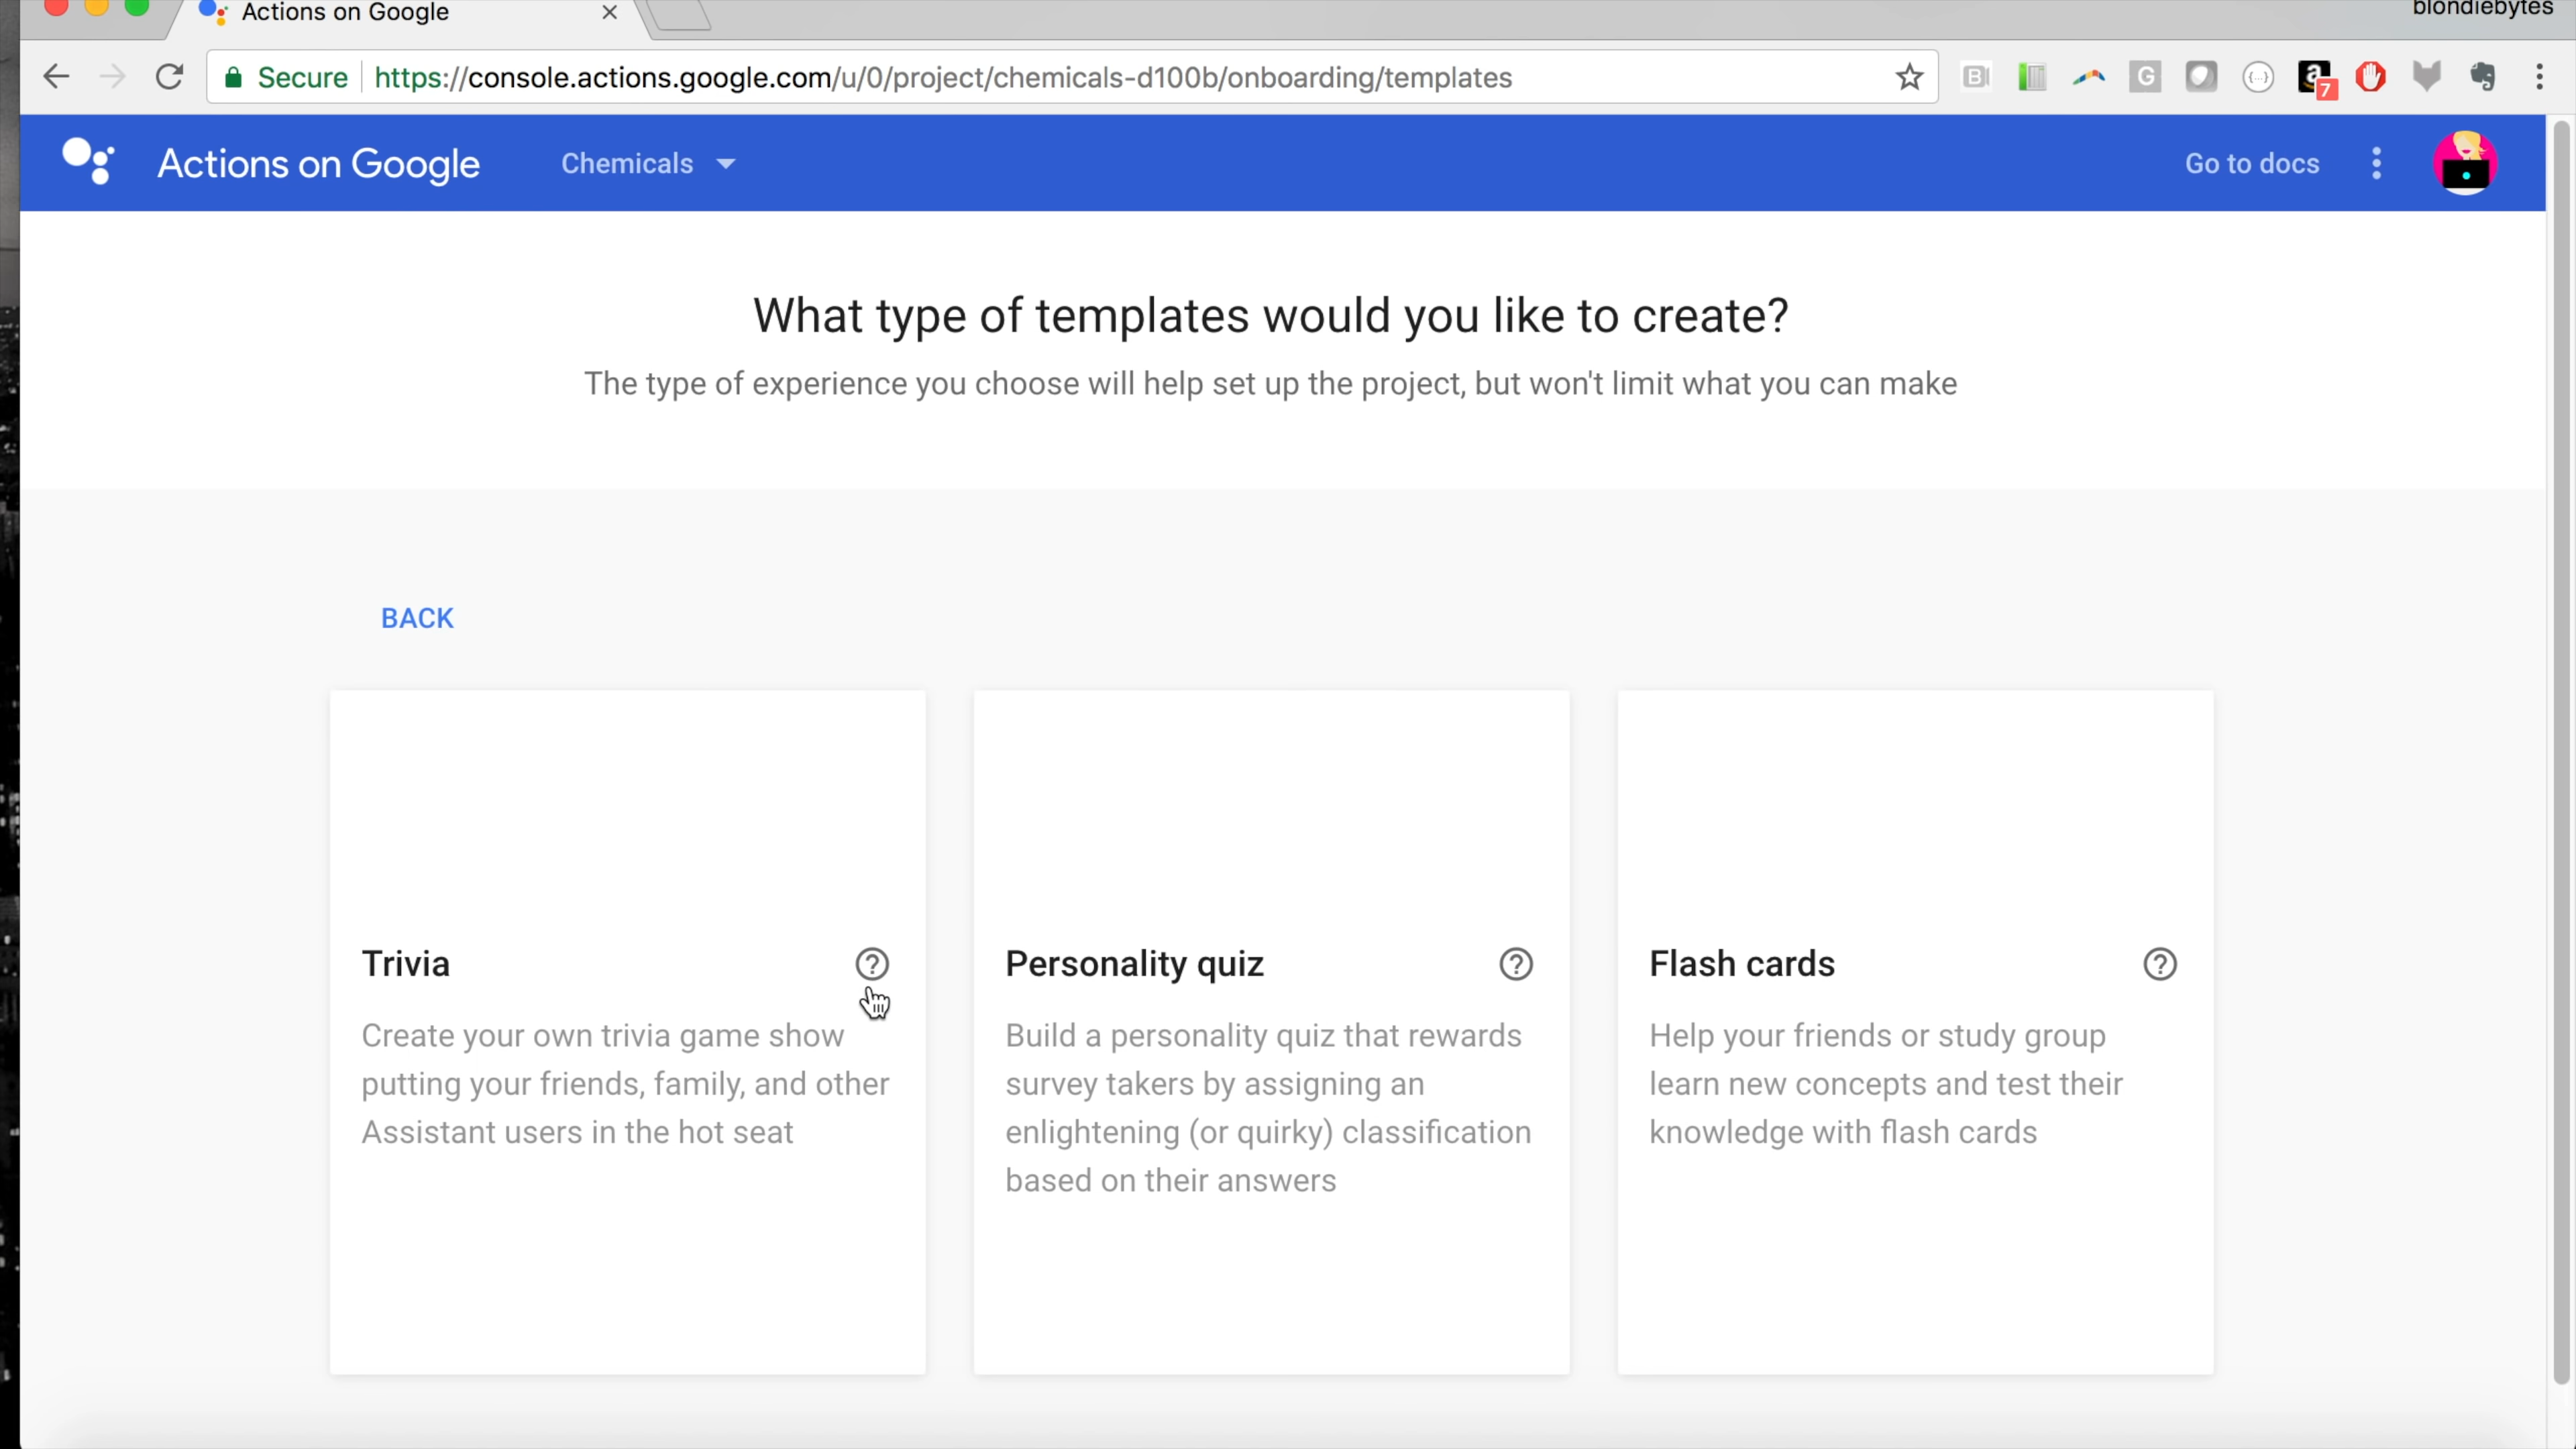 Actions on Google
blondiebytes
Secure https://console.actions.google.com/u/0/project/chemicals-d100b/onboarding/templates
B
G
{...}
a
7
Actions on Google
Chemicals
Go to docs
What type of templates would you like to create?
The type of experience you choose will help set up the project, but won't limit what you can make
BACK
Trivia
Create your own trivia game show
putting your friends, family, and other
Assistant users in the hot seat
Personality quiz
Build a personality quiz that rewards
survey takers by assigning an
enlightening (or quirky) classification
based on their answers
Flash cards
Help your friends or study group
learn new concepts and test their
knowledge with flash cards